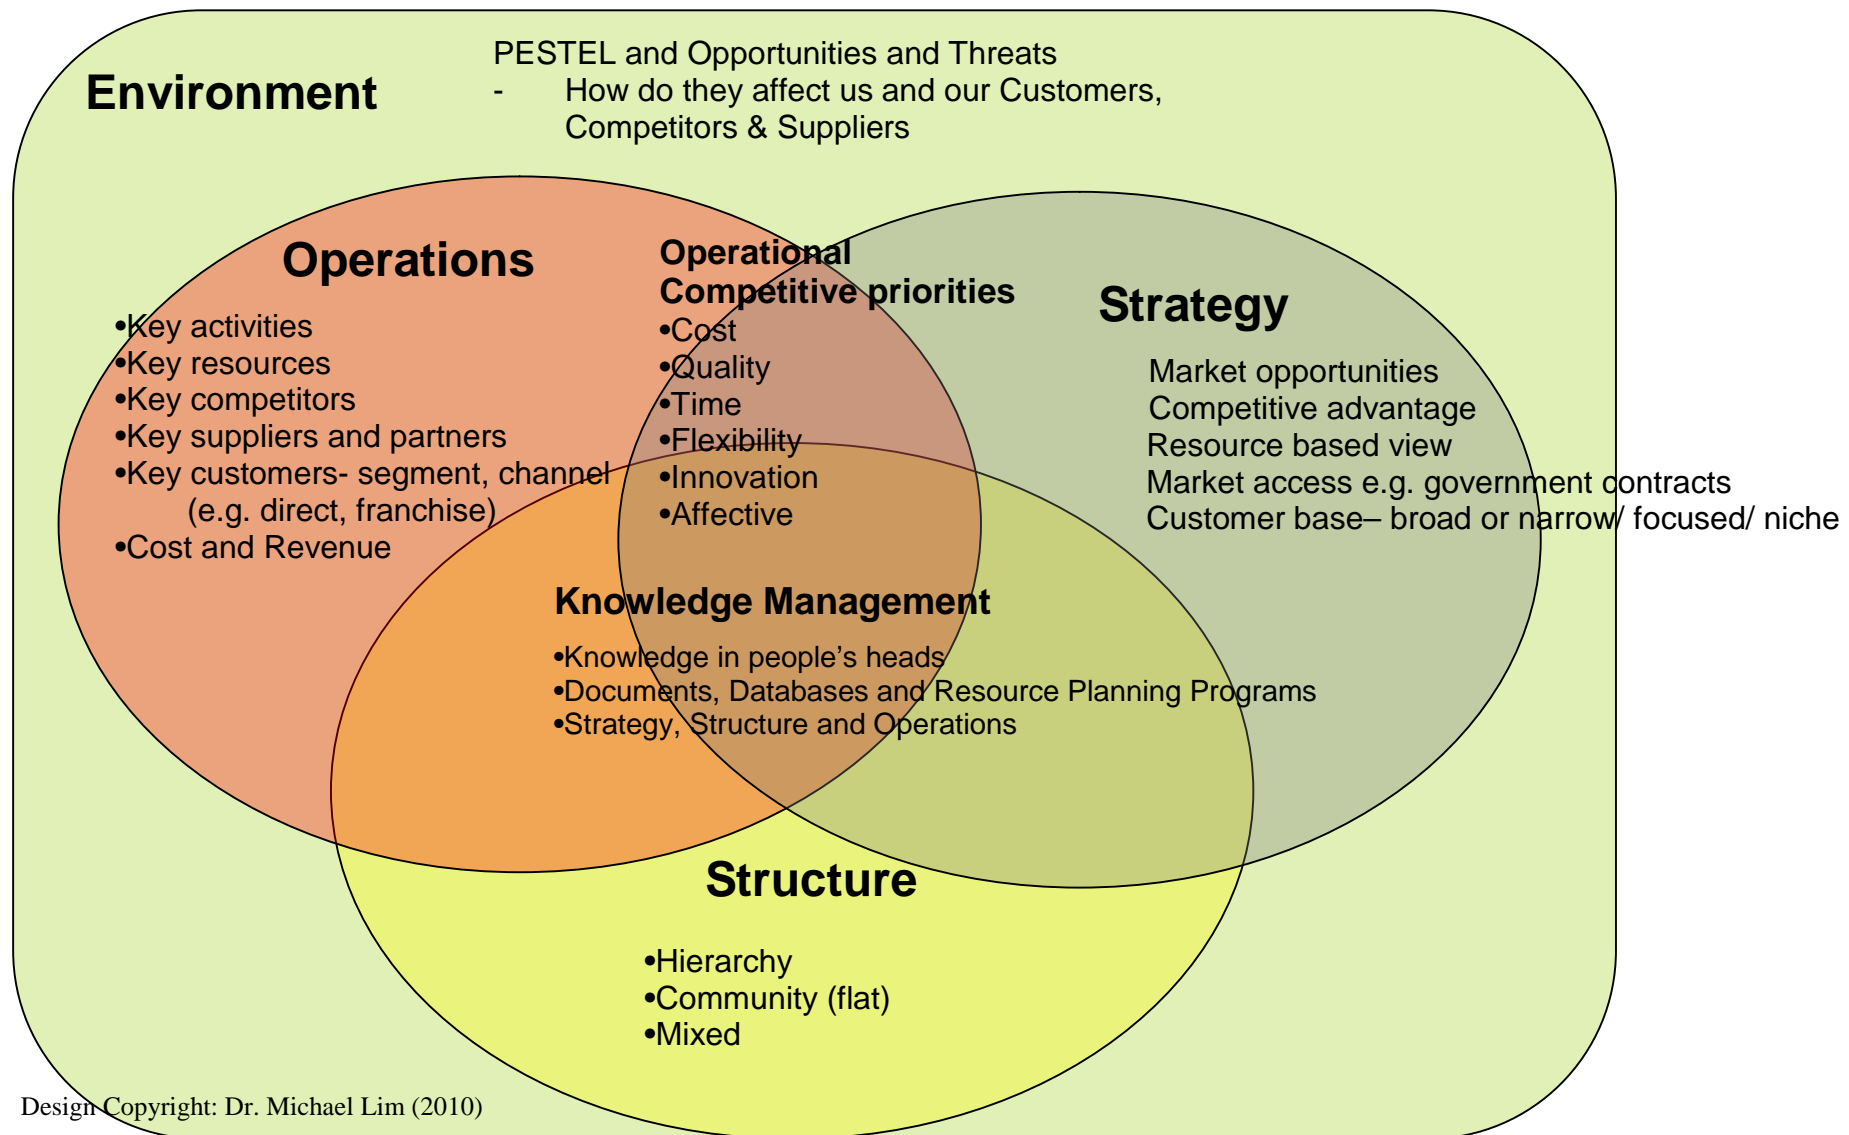 Environment
PESTEL and Opportunities and Threats
- How do they affect us and our Customers,
Competitors & Suppliers
Operations
•Key activities
•Key resources
•Key competitors
•Key suppliers and partners
•Key customers- segment, channel
(e.g. direct, franchise)
•Cost and Revenue
Operational
Competitive priorities
•Cost
•Quality
•Time
•Flexibility
•Innovation
•Affective
Strategy
Market opportunities
Competitive advantage
Resource based view
Market access e.g. government contracts
Customer base– broad or narrow/ focused/ niche
Knowledge Management
•Knowledge in people’s heads
•Documents, Databases and Resource Planning Programs
•Strategy, Structure and Operations
Structure
•Hierarchy
•Community (flat)
•Mixed
Design Copyright: Dr. Michael Lim (2010)